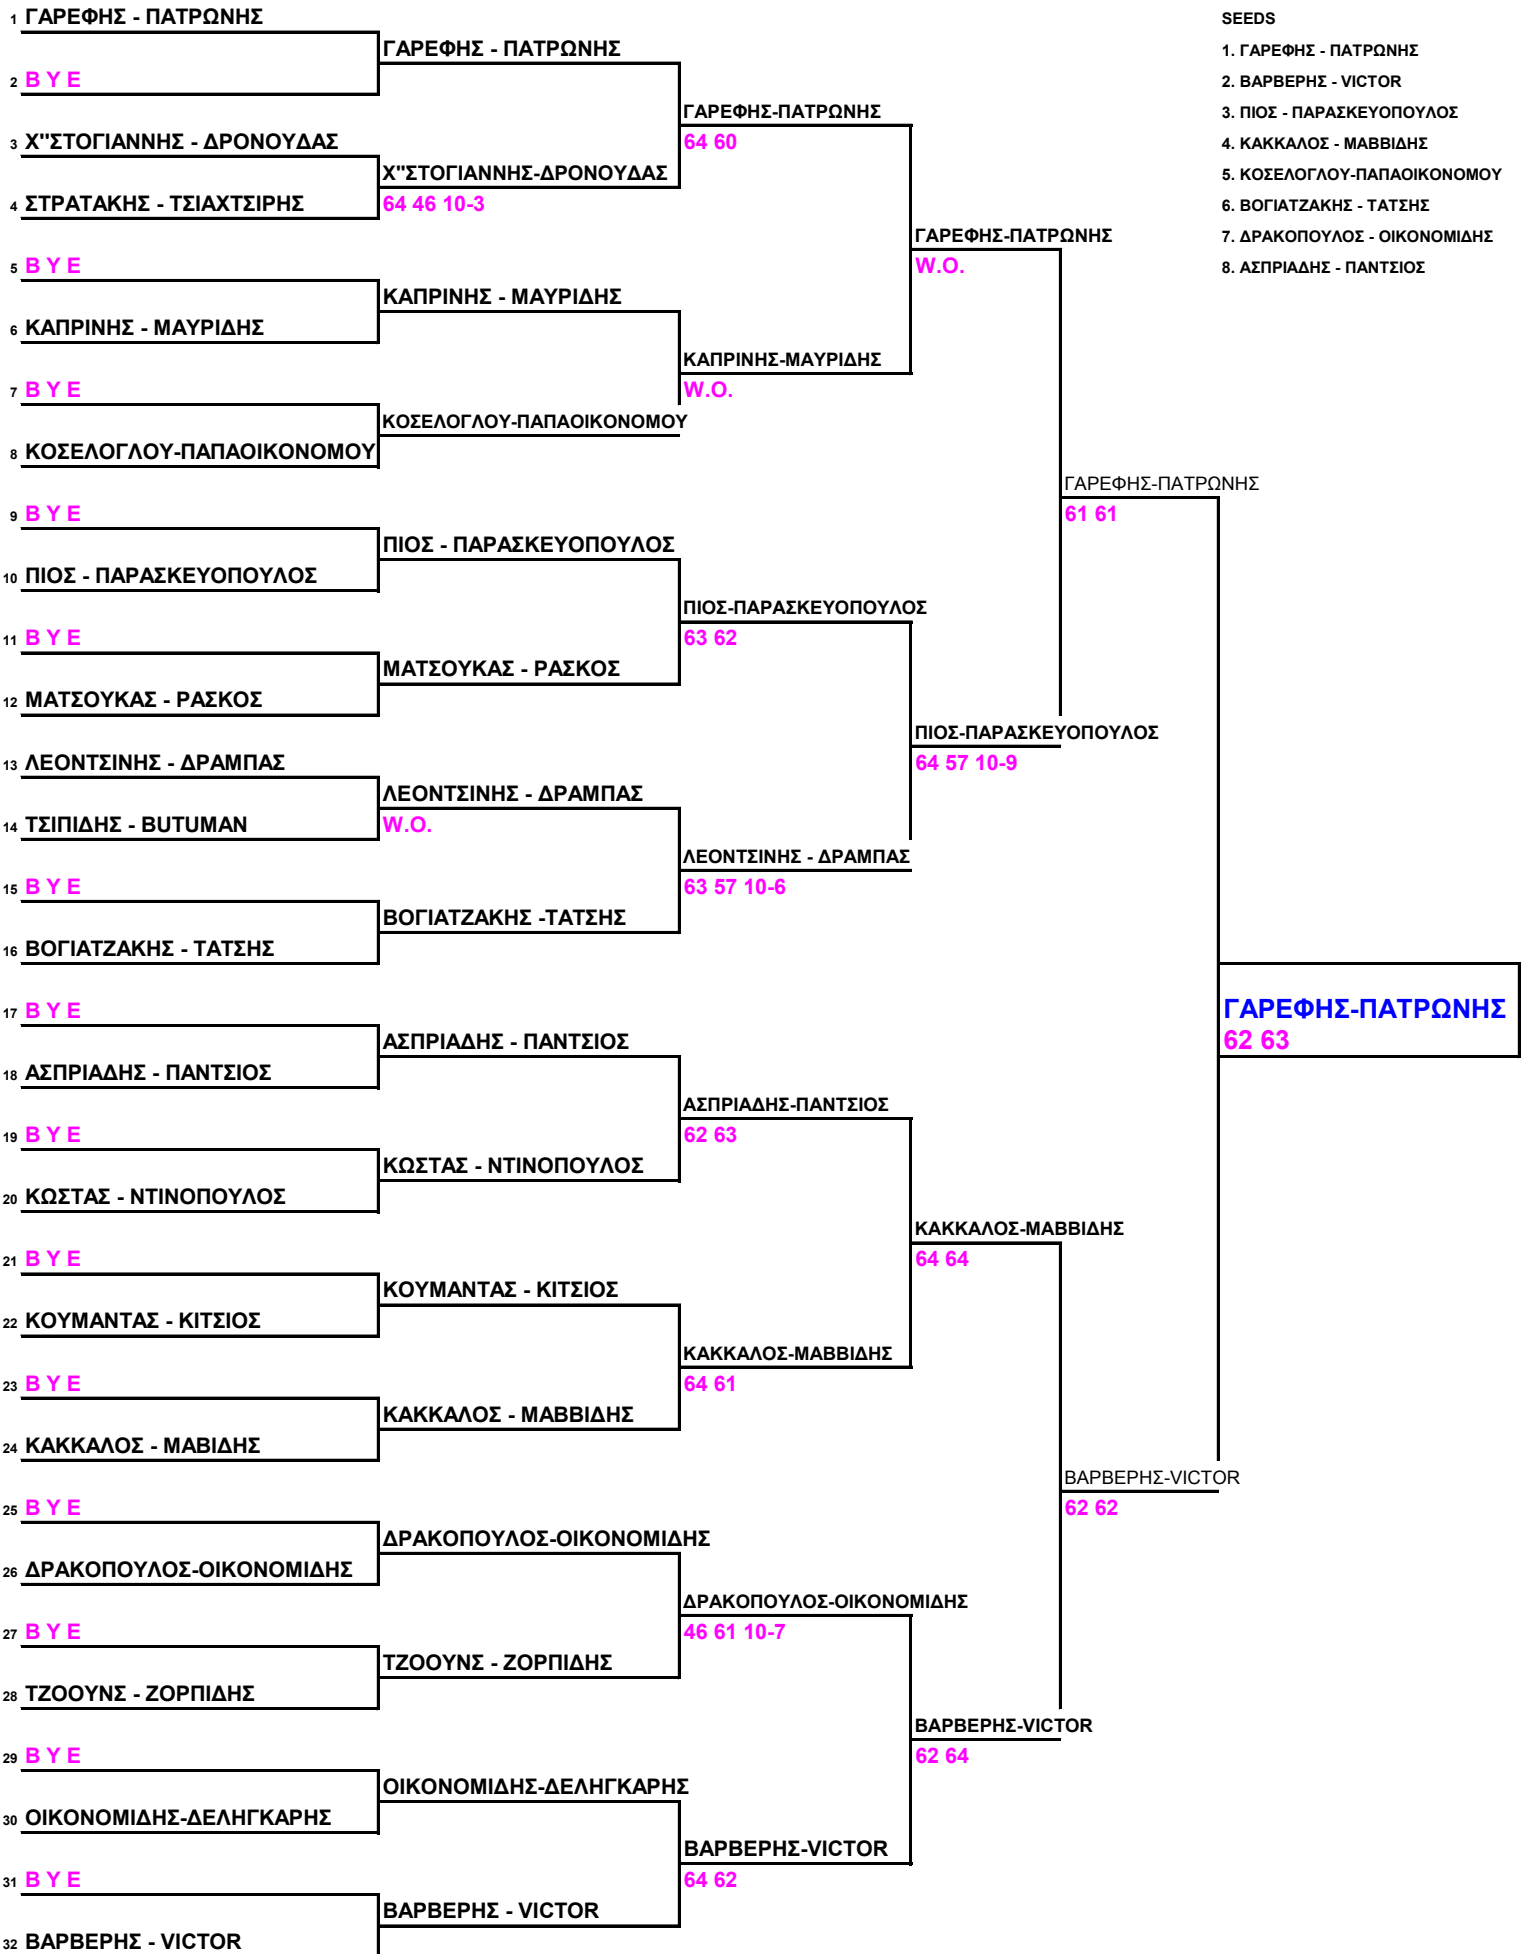 1 ΓΑΡΕΦΗΣ - ΠΑΤΡΩΝΗΣ
2 B Y E
3 Χ"ΣΤΟΓΙΑΝΝΗΣ - ΔΡΟΝΟΥΔΑΣ
4 ΣΤΡΑΤΑΚΗΣ - ΤΣΙΑΧΤΣΙΡΗΣ
5 B Y E
6 ΚΑΠΡΙΝΗΣ - ΜΑΥΡΙΔΗΣ
7 B Y E
8 ΚΟΣΕΛΟΓΛΟΥ-ΠΑΠΑΟΙΚΟΝΟΜΟΥ
9 B Y E
10 ΠΙΟΣ - ΠΑΡΑΣΚΕΥΟΠΟΥΛΟΣ
11 B Y E
12 ΜΑΤΣΟΥΚΑΣ - ΡΑΣΚΟΣ
13 ΛΕΟΝΤΣΙΝΗΣ - ΔΡΑΜΠΑΣ
14 ΤΣΙΠΙΔΗΣ - BUTUMAN
15 B Y E
16 ΒΟΓΙΑΤΖΑΚΗΣ - ΤΑΤΣΗΣ
17 B Y E
18 ΑΣΠΡΙΑΔΗΣ - ΠΑΝΤΣΙΟΣ
19 B Y E
20 ΚΩΣΤΑΣ - ΝΤΙΝΟΠΟΥΛΟΣ
21 B Y E
22 ΚΟΥΜΑΝΤΑΣ - ΚΙΤΣΙΟΣ
23 B Y E
24 ΚΑΚΚΑΛΟΣ - ΜΑΒΙΔΗΣ
25 B Y E
26 ΔΡΑΚΟΠΟΥΛΟΣ-ΟΙΚΟΝΟΜΙΔΗΣ
27 B Y E
28 ΤΖΟΟΥΝΣ - ΖΟΡΠΙΔΗΣ
29 B Y E
30 ΟΙΚΟΝΟΜΙΔΗΣ-ΔΕΛΗΓΚΑΡΗΣ
31 B Y E
32 ΒΑΡΒΕΡΗΣ - VICTOR
ΓΑΡΕΦΗΣ - ΠΑΤΡΩΝΗΣ
Χ"ΣΤΟΓΙΑΝΝΗΣ-ΔΡΟΝΟΥΔΑΣ
64 46 10-3
ΚΑΠΡΙΝΗΣ - ΜΑΥΡΙΔΗΣ
ΚΟΣΕΛΟΓΛΟΥ-ΠΑΠΑΟΙΚΟΝΟΜΟΥ
ΠΙΟΣ - ΠΑΡΑΣΚΕΥΟΠΟΥΛΟΣ
ΜΑΤΣΟΥΚΑΣ - ΡΑΣΚΟΣ
ΛΕΟΝΤΣΙΝΗΣ - ΔΡΑΜΠΑΣ
W.O.
ΒΟΓΙΑΤΖΑΚΗΣ -ΤΑΤΣΗΣ
ΑΣΠΡΙΑΔΗΣ - ΠΑΝΤΣΙΟΣ
ΚΩΣΤΑΣ - ΝΤΙΝΟΠΟΥΛΟΣ
ΚΟΥΜΑΝΤΑΣ - ΚΙΤΣΙΟΣ
ΚΑΚΚΑΛΟΣ - ΜΑΒΒΙΔΗΣ
ΔΡΑΚΟΠΟΥΛΟΣ-ΟΙΚΟΝΟΜΙΔΗΣ
ΤΖΟΟΥΝΣ - ΖΟΡΠΙΔΗΣ
ΟΙΚΟΝΟΜΙΔΗΣ-ΔΕΛΗΓΚΑΡΗΣ
ΒΑΡΒΕΡΗΣ - VICTOR
ΓΑΡΕΦΗΣ-ΠΑΤΡΩΝΗΣ
64 60
ΚΑΠΡΙΝΗΣ-ΜΑΥΡΙΔΗΣ
W.O.
ΠΙΟΣ-ΠΑΡΑΣΚΕΥΟΠΟΥΛΟΣ
63 62
ΛΕΟΝΤΣΙΝΗΣ - ΔΡΑΜΠΑΣ
63 57 10-6
ΑΣΠΡΙΑΔΗΣ-ΠΑΝΤΣΙΟΣ
62 63
ΚΑΚΚΑΛΟΣ-ΜΑΒΒΙΔΗΣ
64 61
ΔΡΑΚΟΠΟΥΛΟΣ-ΟΙΚΟΝΟΜΙΔΗΣ
46 61 10-7
ΒΑΡΒΕΡΗΣ-VICTOR
64 62
ΓΑΡΕΦΗΣ-ΠΑΤΡΩΝΗΣ
W.O.
ΠΙΟΣ-ΠΑΡΑΣΚΕΥΟΠΟΥΛΟΣ
64 57 10-9
ΚΑΚΚΑΛΟΣ-ΜΑΒΒΙΔΗΣ
64 64
ΒΑΡΒΕΡΗΣ-VICTOR
62 64
ΓΑΡΕΦΗΣ-ΠΑΤΡΩΝΗΣ
61 61
ΒΑΡΒΕΡΗΣ-VICTOR
62 62
ΓΑΡΕΦΗΣ-ΠΑΤΡΩΝΗΣ
62 63
SEEDS
1. ΓΑΡΕΦΗΣ - ΠΑΤΡΩΝΗΣ
2. ΒΑΡΒΕΡΗΣ - VICTOR
3. ΠΙΟΣ - ΠΑΡΑΣΚΕΥΟΠΟΥΛΟΣ
4. ΚΑΚΚΑΛΟΣ - ΜΑΒΒΙΔΗΣ
5. ΚΟΣΕΛΟΓΛΟΥ-ΠΑΠΑΟΙΚΟΝΟΜΟΥ
6. ΒΟΓΙΑΤΖΑΚΗΣ - ΤΑΤΣΗΣ
7. ΔΡΑΚΟΠΟΥΛΟΣ - ΟΙΚΟΝΟΜΙΔΗΣ
8. ΑΣΠΡΙΑΔΗΣ - ΠΑΝΤΣΙΟΣ